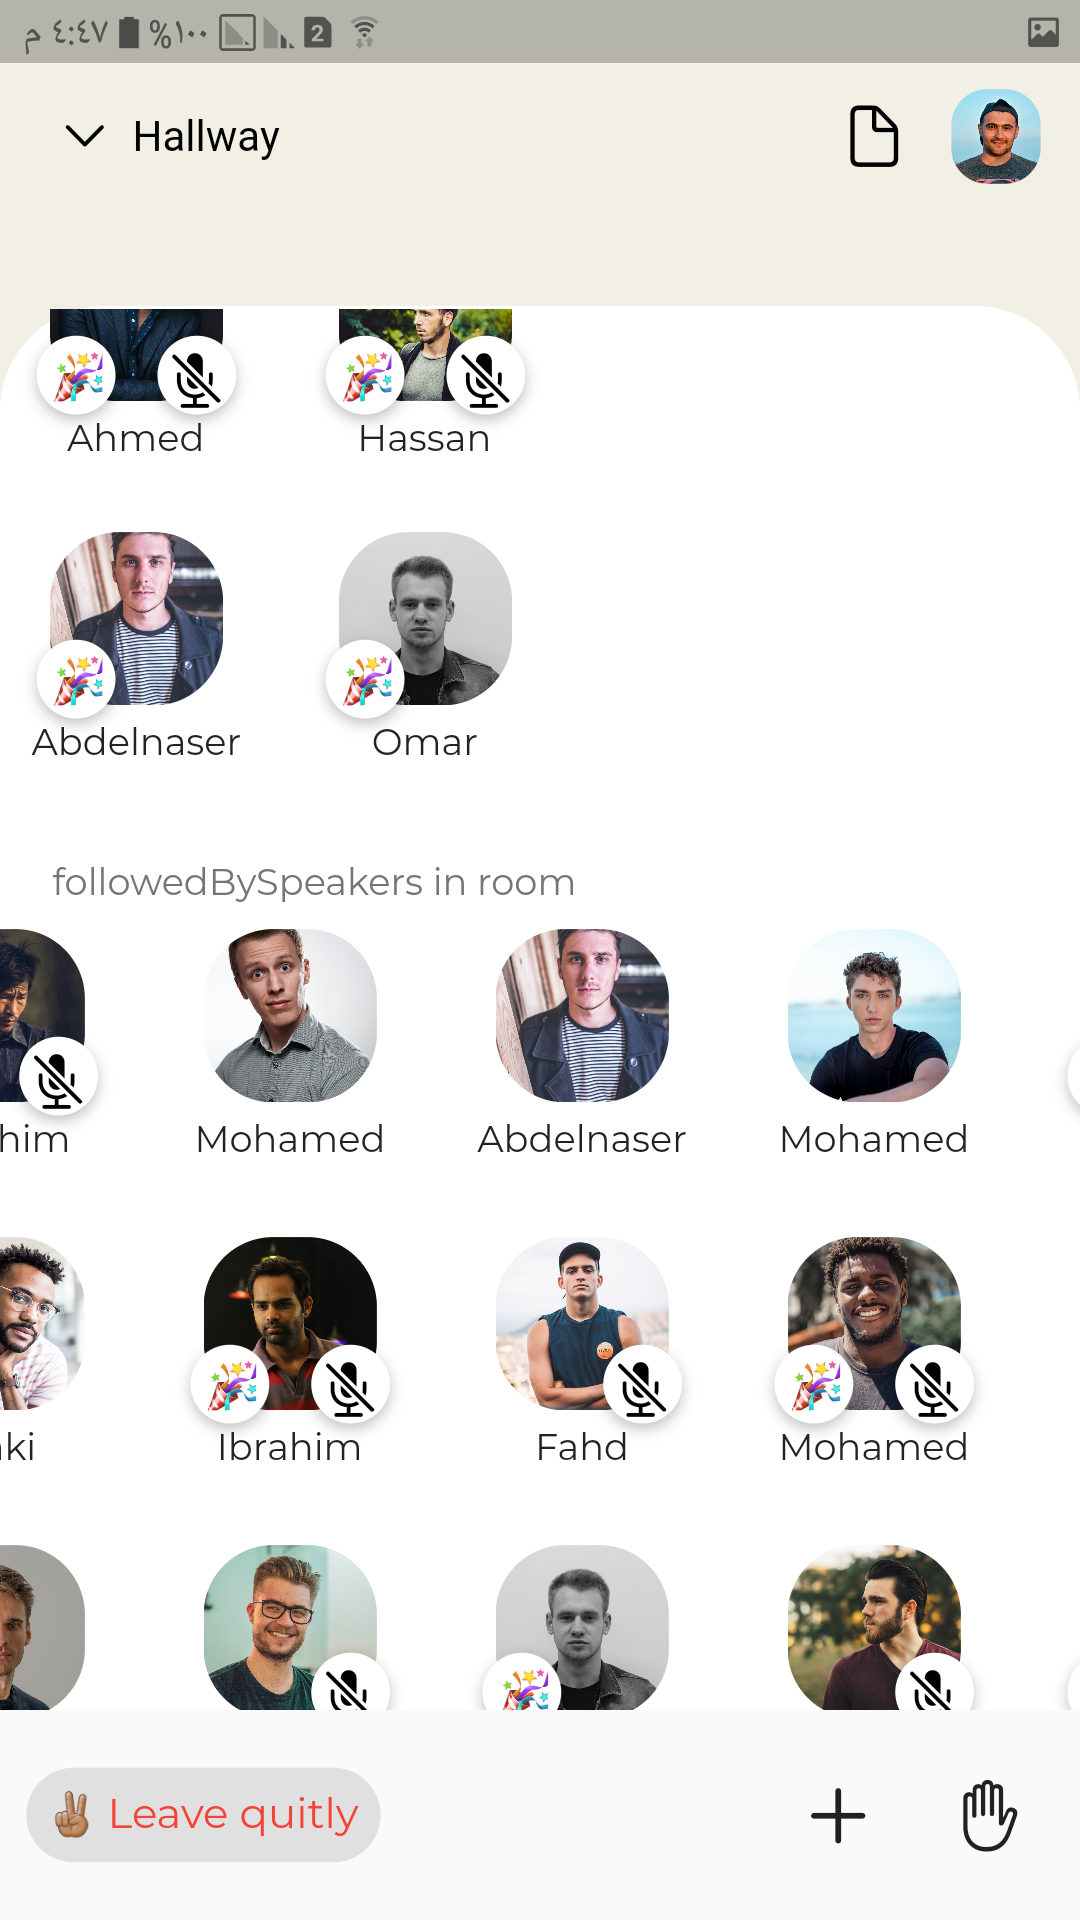 م ٤:٤٧ %١٠٠ 2
Hallway
Ahmed Hassan
Abdelnaser Omar
followedBySpeakers in room
him Mohamed Abdelnaser Mohamed
ki Ibrahim Fahd Mohamed
Leave quitly